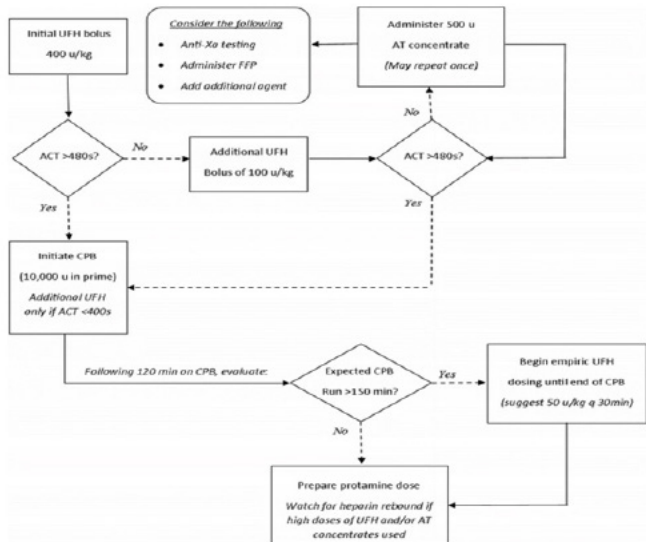 Initial UFH bolus
400 u/kg
Consider the following
• Anti-Xa testing
• Administer FFP
• Add additional agent
Administer 500 u
AT concentrate
(May repeat once)
ACT >480s?
No
Additional UFH
Bolus of 100 u/kg
ACT >480s?
No
Yes
Yes
Initiate CPB
(10,000 u in prime)
Additional UFH
only if ACT <400s
Following 120 min on CPB, evaluate:
Expected CPB
Run >150 min?
Yes
Begin empiric UFH
dosing until end of CPB
(suggest 50 u/kg q 30min)
No
Prepare protamine dose
Watch for heparin rebound if
high doses of UFH and/or AT
concentrates used